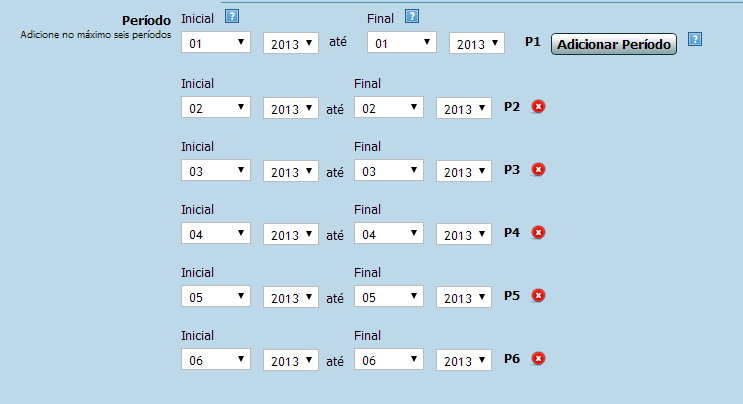 Período Inicial ? Final ?
Adicione no máximo seis períodos
01 2013 até 01 2013 P1 Adicionar Período ?
Inicial Final
02 2013 até 02 2013 P2
Inicial Final
03 2013 até 03 2013 P3
Inicial Final
04 2013 até 04 2013 P4
Inicial Final
05 2013 até 05 2013 P5
Inicial Final
06 2013 até 06 2013 P6